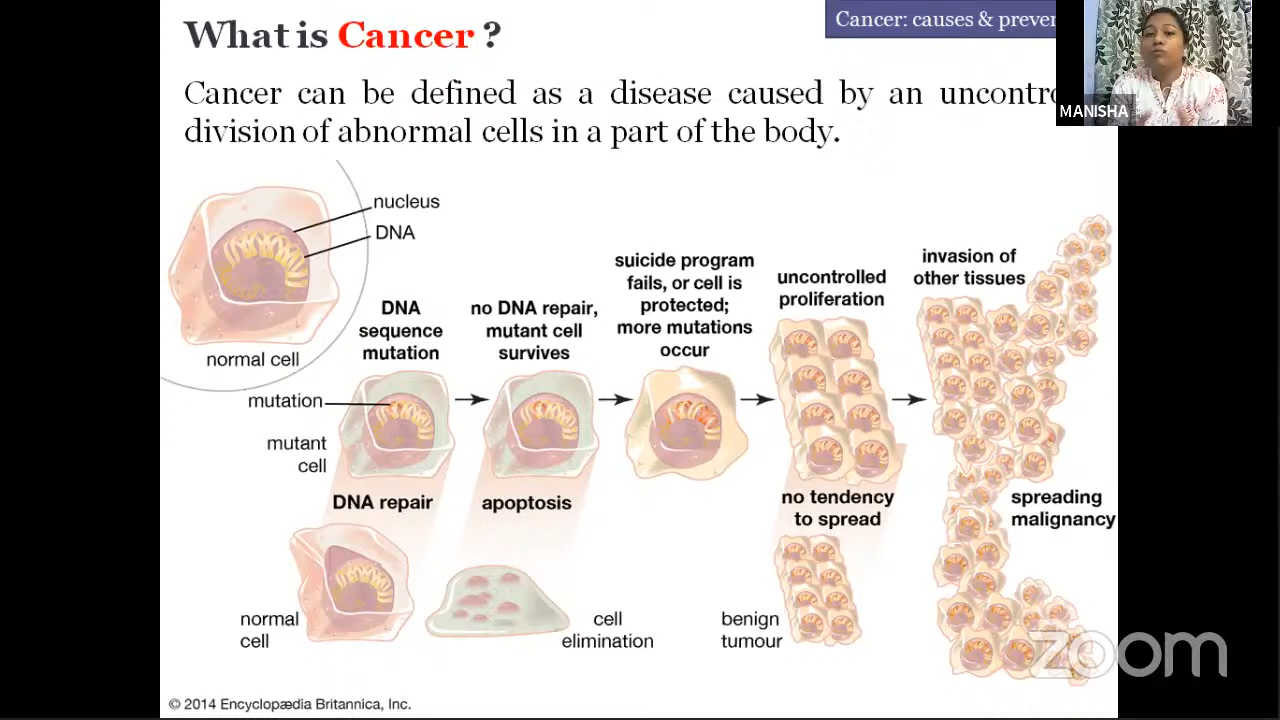 What is Cancer ?
Cancer: causes & preven
MANISHA
Cancer can be defined as a disease caused by an uncontro
division of abnormal cells in a part of the body.
nucleus
DNA
normal cell
DNA
sequence
mutation
no DNA repair,
mutant cell
survives
suicide program
fails, or cell is
protected;
more mutations
occur
uncontrolled
proliferation
invasion of
other tissues
mutation
mutant
cell
DNA repair
apoptosis
no tendency
to spread
spreading
malignancy
normal
cell
cell
elimination
benign
tumour
zoom
© 2014 Encyclopædia Britannica, Inc.